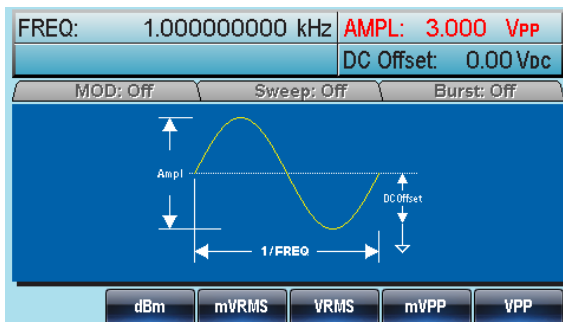 FREQ: 1.000000000 kHz AMPL: 3.000 VPP
DC Offset: 0.00 VDC
MOD: Off Sweep: Off Burst: Off
Ampl
DC Offset
1/FREQ
dBm mVRMS VRMS mVPP VPP